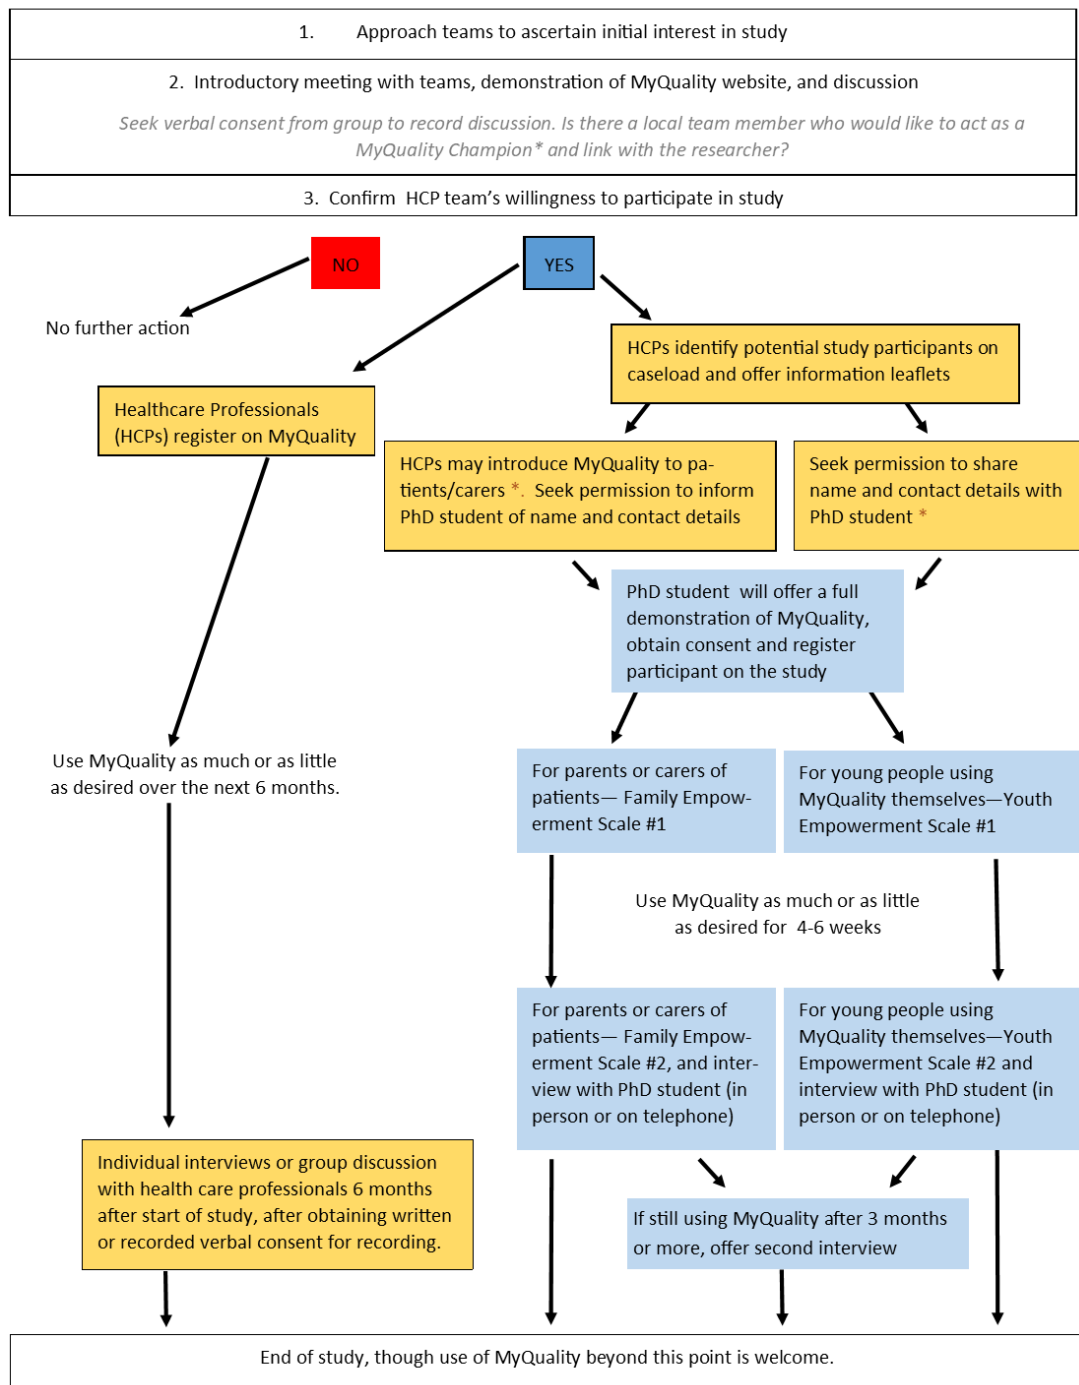 1. Approach teams to ascertain initial interest in study
2. Introductory meeting with teams, demonstration of MyQuality website, and discussion
Seek verbal consent from group to record discussion. Is there a local team member who would like to act as a
MyQuality Champion* and link with the researcher?
3. Confirm HCP team's willingness to participate in study
NO
YES
No further action
HCPs identify potential study participants on
caseload and offer information leaflets
Healthcare Professionals
(HCPs) register on MyQuality
HCPs may introduce MyQuality to pa-
tients/carers *. Seek permission to inform
PhD student of name and contact details
Seek permission to share
name and contact details with
PhD student *
PhD student will offer a full
demonstration of MyQuality,
obtain consent and register
participant on the study
Use MyQuality as much or as little
as desired over the next 6 months.
For parents or carers of
patients— Family Empow-
erment Scale #1
For young people using
MyQuality themselves—Youth
Empowerment Scale #1
Use MyQuality as much or as little
as desired for 4-6 weeks
For parents or carers of
patients— Family Empow-
erment Scale #2, and inter-
view with PhD student (in
person or on telephone)
For young people using
MyQuality themselves—Youth
Empowerment Scale #2 and
interview with PhD student (in
person or on telephone)
Individual interviews or group discussion
with health care professionals 6 months
after start of study, after obtaining written
or recorded verbal consent for recording.
If still using MyQuality after 3 months
or more, offer second interview
End of study, though use of MyQuality beyond this point is welcome.